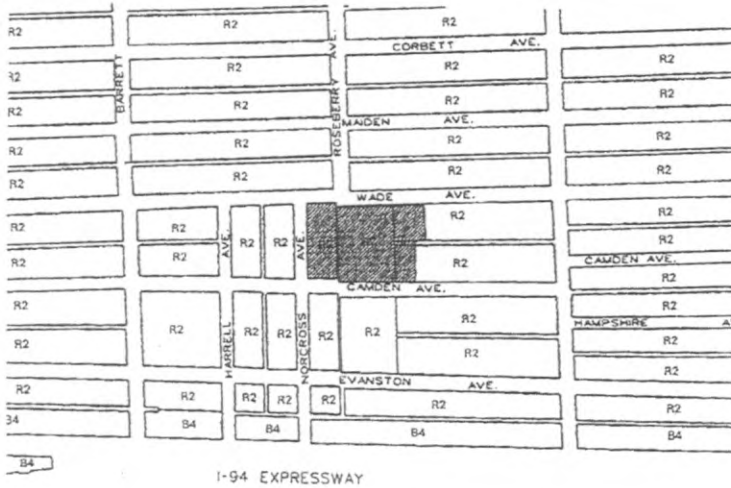 R2 R2 R2 R2
CORBETT AVE.
R2 R2 R2 R2
BARRETT
ROSEBERRY AVE.
R2 R2 R2 R2
MAIDEN AVE.
R2 R2 R2 R2
R2 R2 R2 R2
WADE AVE.
R2 R2 R2 R2 R2 R2
AVE. AVE.
R2 R2 R2 R2
CAMDEN AVE.
CAMDEN AVE.
R2 R2 R2 R2 R2 R2 R2 R2
HAMPSHIRE
R2 R2 R2
HARRELL
NORCROSS
EVANSTON AVE.
R2 R2 R2 R2 R2 R2 R2
B4 B4 B4 B4 B4
B4
I-94 EXPRESSWAY